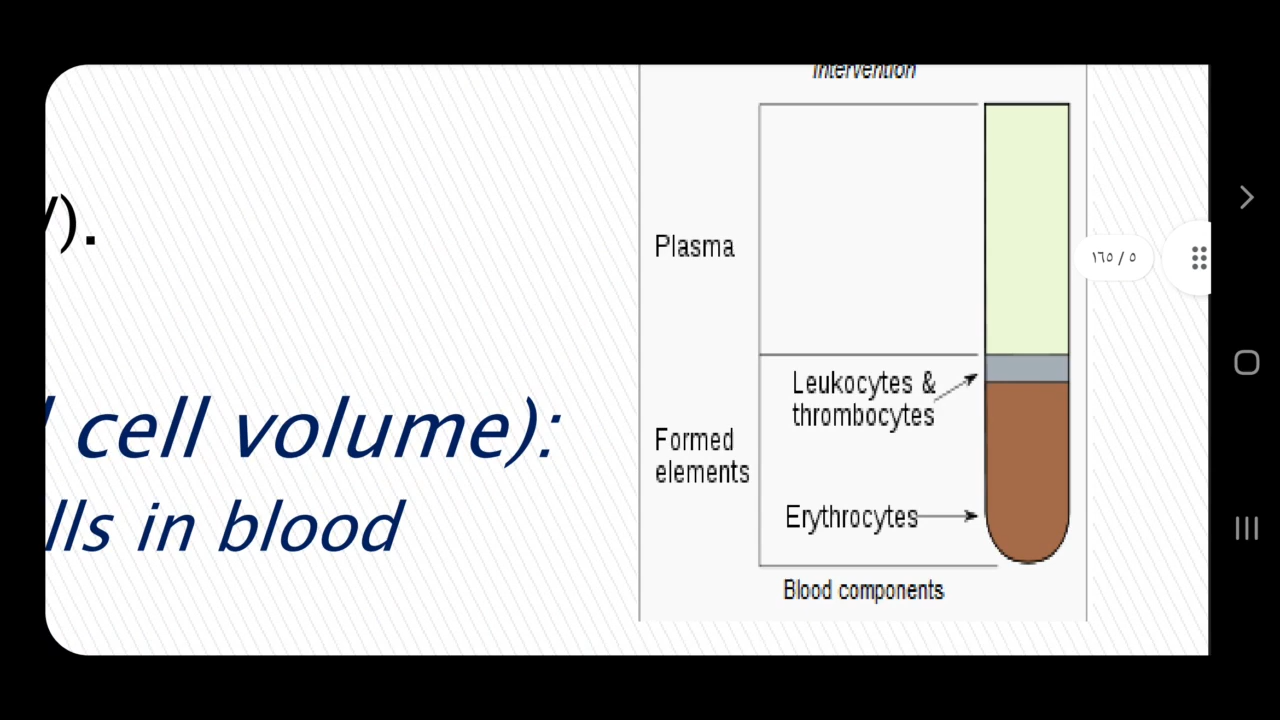 ).
cell volume):
lls in blood
Intervention
Plasma
Leukocytes &
thrombocytes
Formed
elements
Erythrocytes
Blood components
١٦٥ / ٥